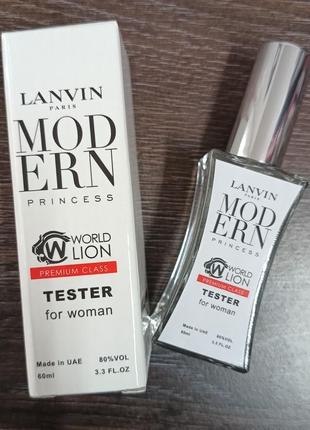 LANVIN
PARIS
MOD
ERN
PRINCESS
W WORLD
LION
PREMIUM CLASS
TESTER
for woman
Made in UAE 80%VOL
60ml 3.3 FL.OZ
LANVIN
PARIS
MOD
ERN
PRINCESS
W WORLD
LION
PREMIUM CLASS
TESTER
for woman
Made in UAE 80%VOL
60ml 3.3 FL.OZ